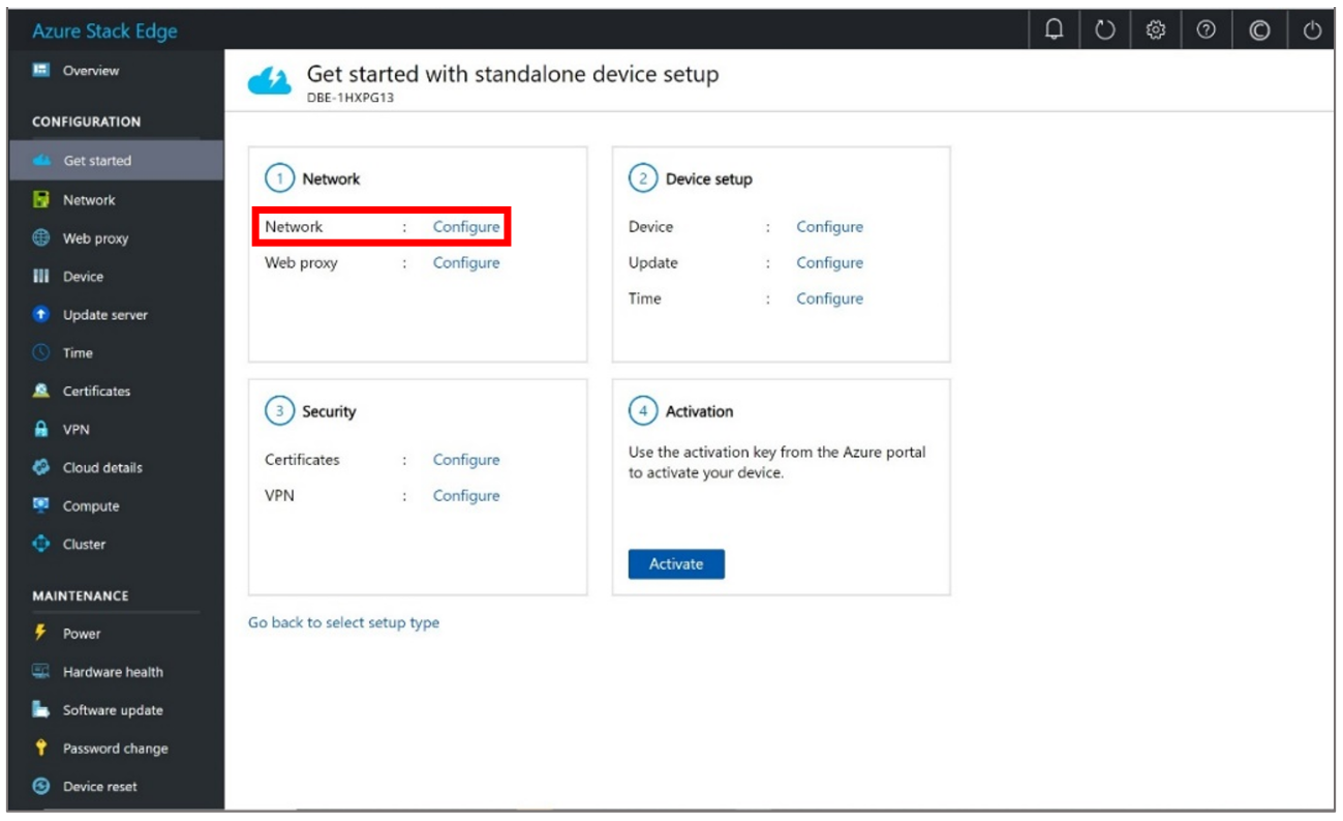 Azure Stack Edge
Overview
CONFIGURATION
Get started
Network
Web proxy
Device
Update server
Time
Certificates
VPN
Cloud details
Compute
Cluster
MAINTENANCE
Power
Hardware health
Software update
Password change
Device reset
Get started with standalone device setup
DBE-1HXPG13
1 Network
Network : Configure
Web proxy : Configure
2 Device setup
Device : Configure
Update : Configure
Time : Configure
3 Security
Certificates : Configure
VPN : Configure
4 Activation
Use the activation key from the Azure portal
to activate your device.
Activate
Go back to select setup type